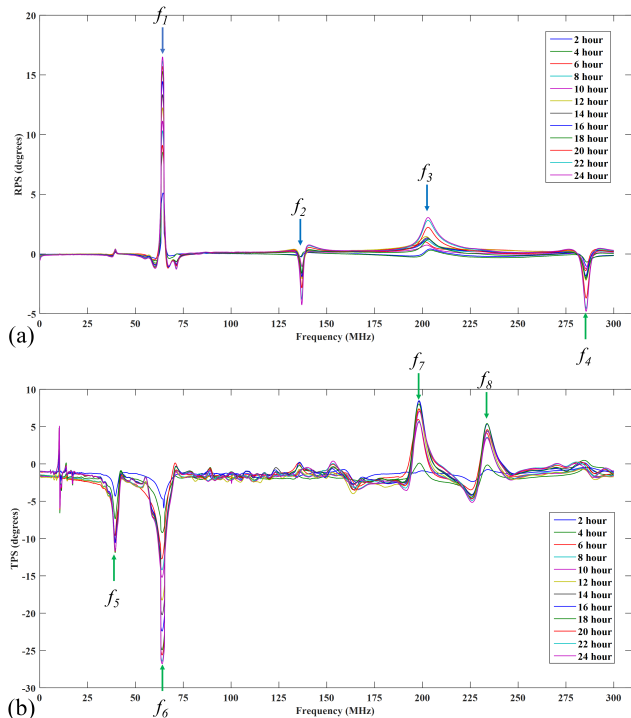 f1
f2
f3
f4
20
15
10
5
0
-5
RPS (degrees)
0 25 50 75 100 125 150 175 200 225 250 275 300
Frequency (MHz)
2 hour
4 hour
6 hour
8 hour
10 hour
12 hour
14 hour
16 hour
18 hour
20 hour
22 hour
24 hour
(a)
f7
f8
f5
f6
10
5
0
-5
-10
-15
-20
-25
-30
TPS (degrees)
0 25 50 75 100 125 150 175 200 225 250 275 300
Frequency (MHz)
2 hour
4 hour
6 hour
8 hour
10 hour
12 hour
14 hour
16 hour
18 hour
20 hour
22 hour
24 hour
(b)